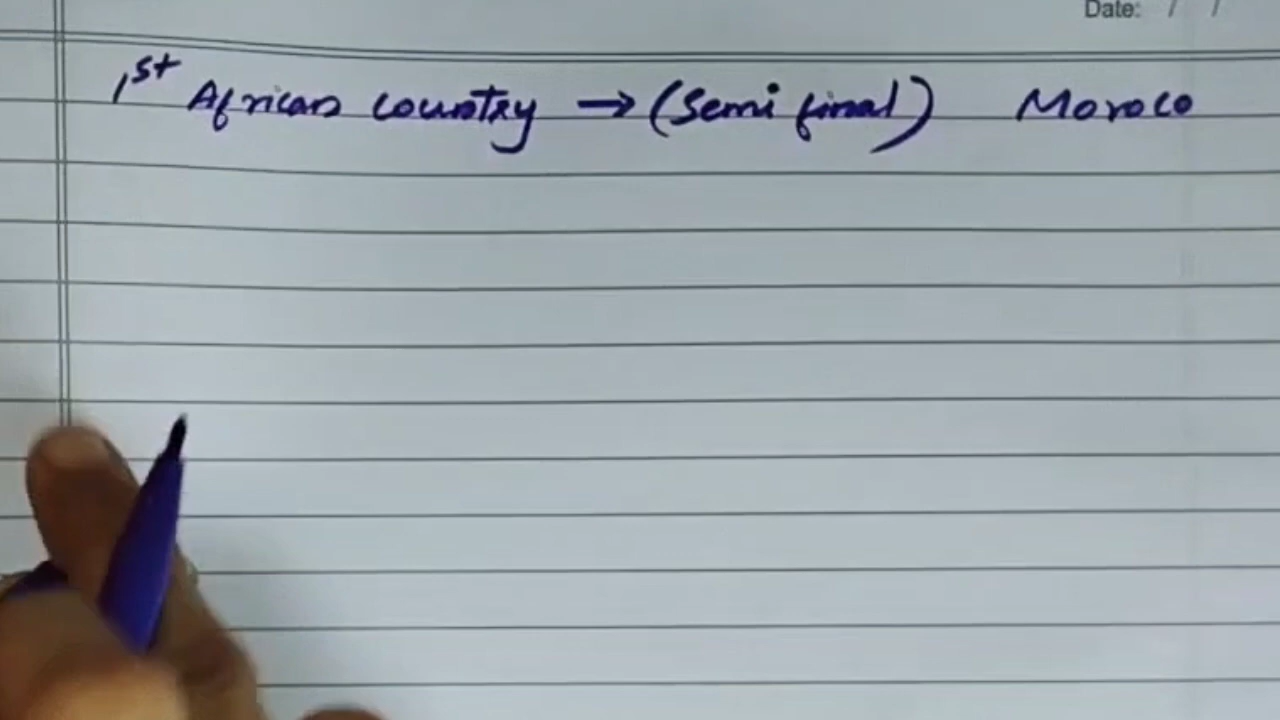 Date: / /
1st African country → (Semi final) Moroco